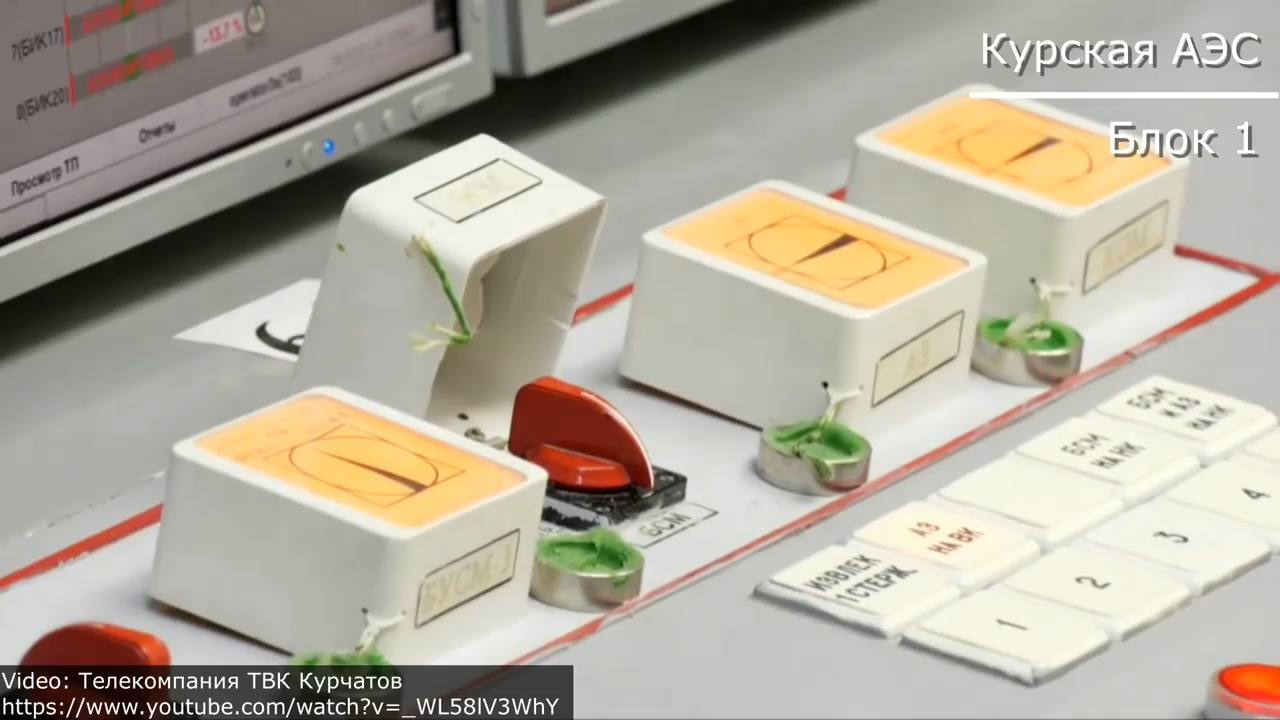 Курская АЭС
Блок 1
7(БИК17)
-13.7 %
8(БИК20)
Отчеты
Просмотр ТП
БСМ
АЗ
БУСМ-1
БСМ
И АЗ
НА НК
БСМ
НА НК
АЗ
НА ВК
ИЗВЛЕК
1СТЕРЖ.
4
3
2
1
Video: Телекомпания ТВК Курчатов
https://www.youtube.com/watch?v=_WL58lV3WhY